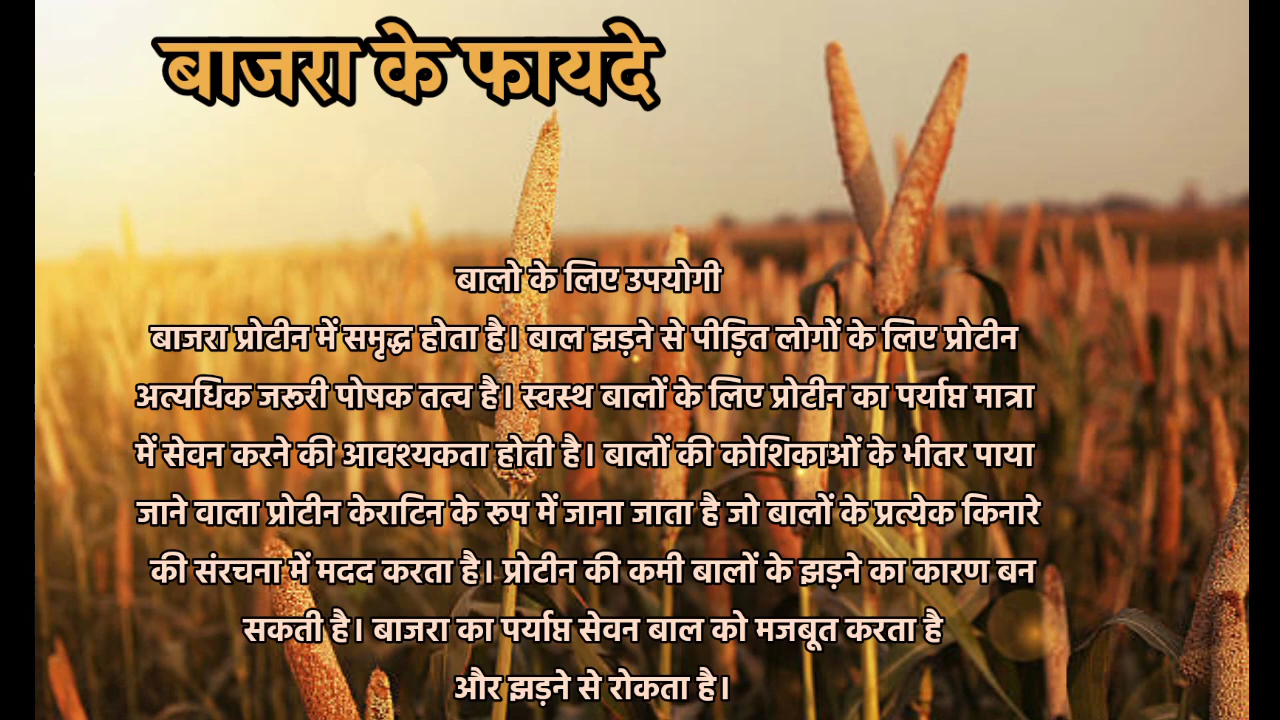 बाजरा के फायदे
बालो के लिए उपयोगी
बाजरा प्रोटीन में समृद्ध होता है। बाल झड़ने से पीड़ित लोगों के लिए प्रोटीन
अत्यधिक जरूरी पोषक तत्व है। स्वस्थ बालों के लिए प्रोटीन का पर्याप्त मात्रा
में सेवन करने की आवश्यकता होती है। बालों की कोशिकाओं के भीतर पाया
जाने वाला प्रोटीन केराटिन के रूप में जाना जाता है जो बालों के प्रत्येक किनारे
की संरचना में मदद करता है। प्रोटीन की कमी बालों के झड़ने का कारण बन
सकती है। बाजरा का पर्याप्त सेवन बाल को मजबूत करता है
और झड़ने से रोकता है।